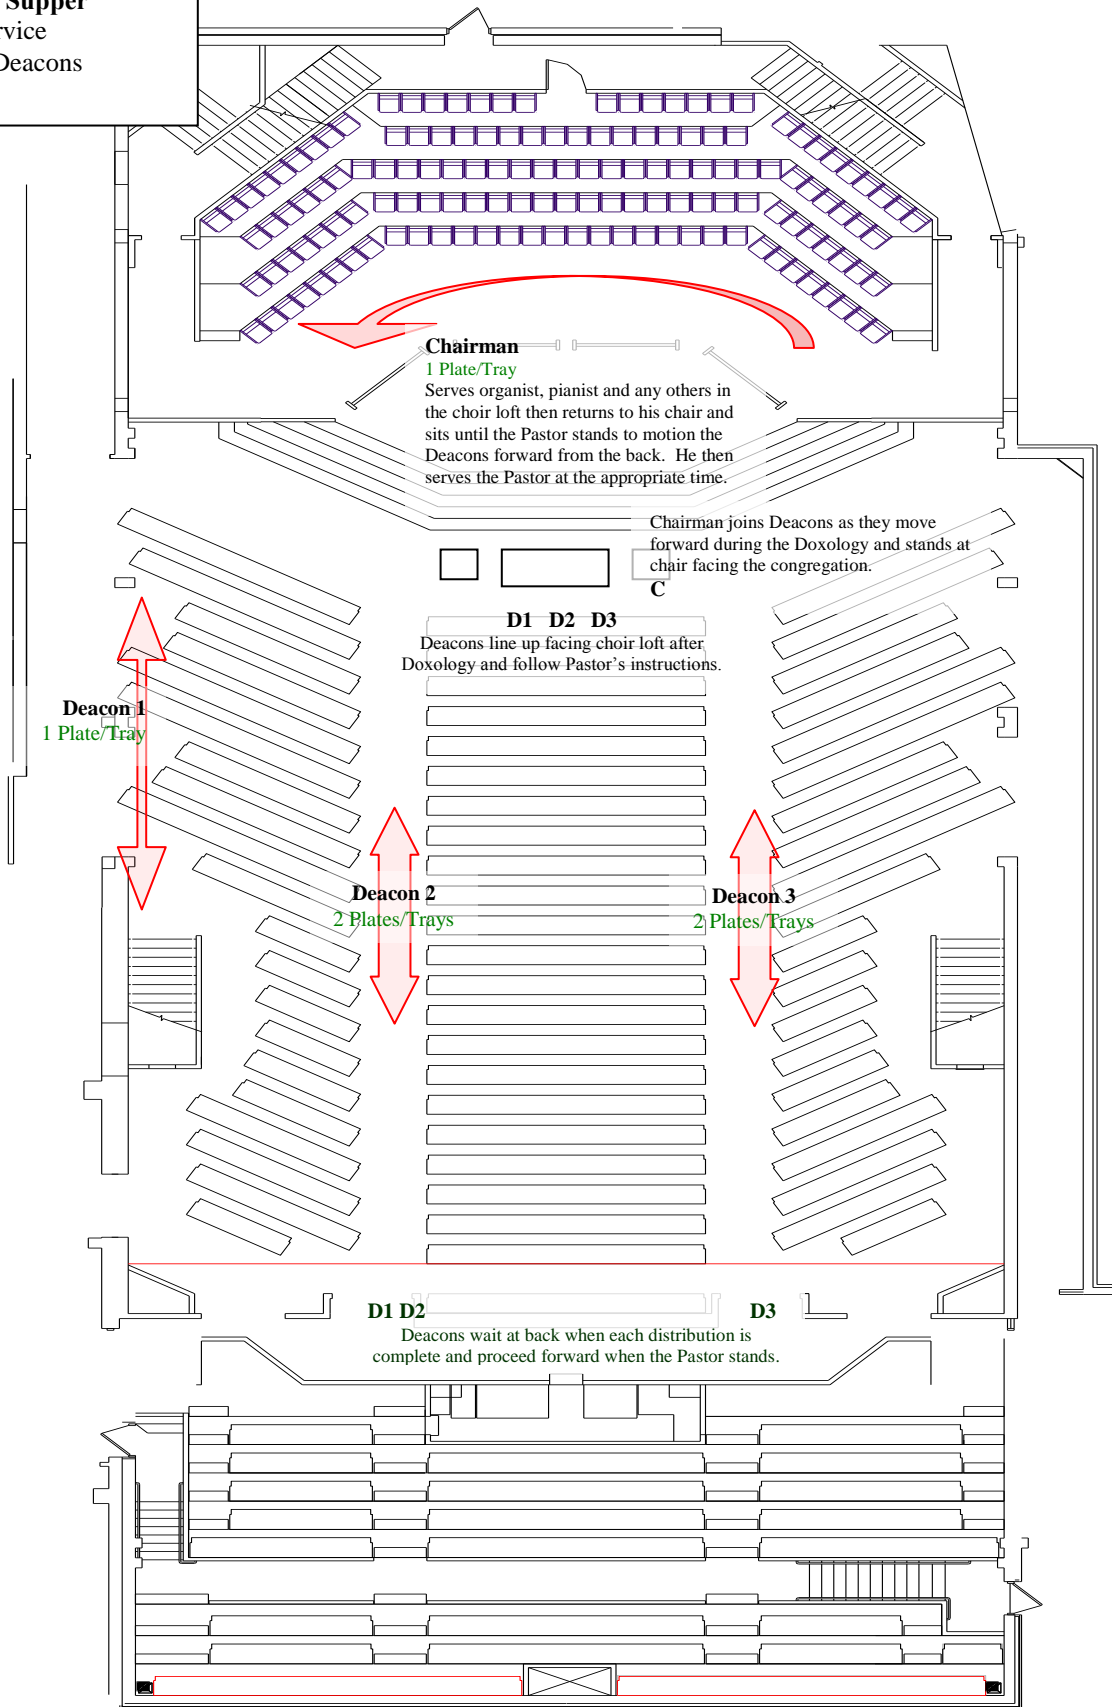 Supper
rvice
Deacons
Chairman
1 Plate/Tray
Serves organist, pianist and any others in
the choir loft then returns to his chair and
sits until the Pastor stands to motion the
Deacons forward from the back.  He then
serves the Pastor at the appropriate time.
Chairman joins Deacons as they move
forward during the Doxology and stands at
chair facing the congregation.
C
D1 D2 D3
Deacons line up facing choir loft after
Doxology and follow Pastor's instructions.
Deacon 1
1 Plate/Tray
Deacon 2
2 Plates/Trays
Deacon 3
2 Plates/Trays
D1 D2
D3
Deacons wait at back when each distribution is
complete and proceed forward when the Pastor stands.